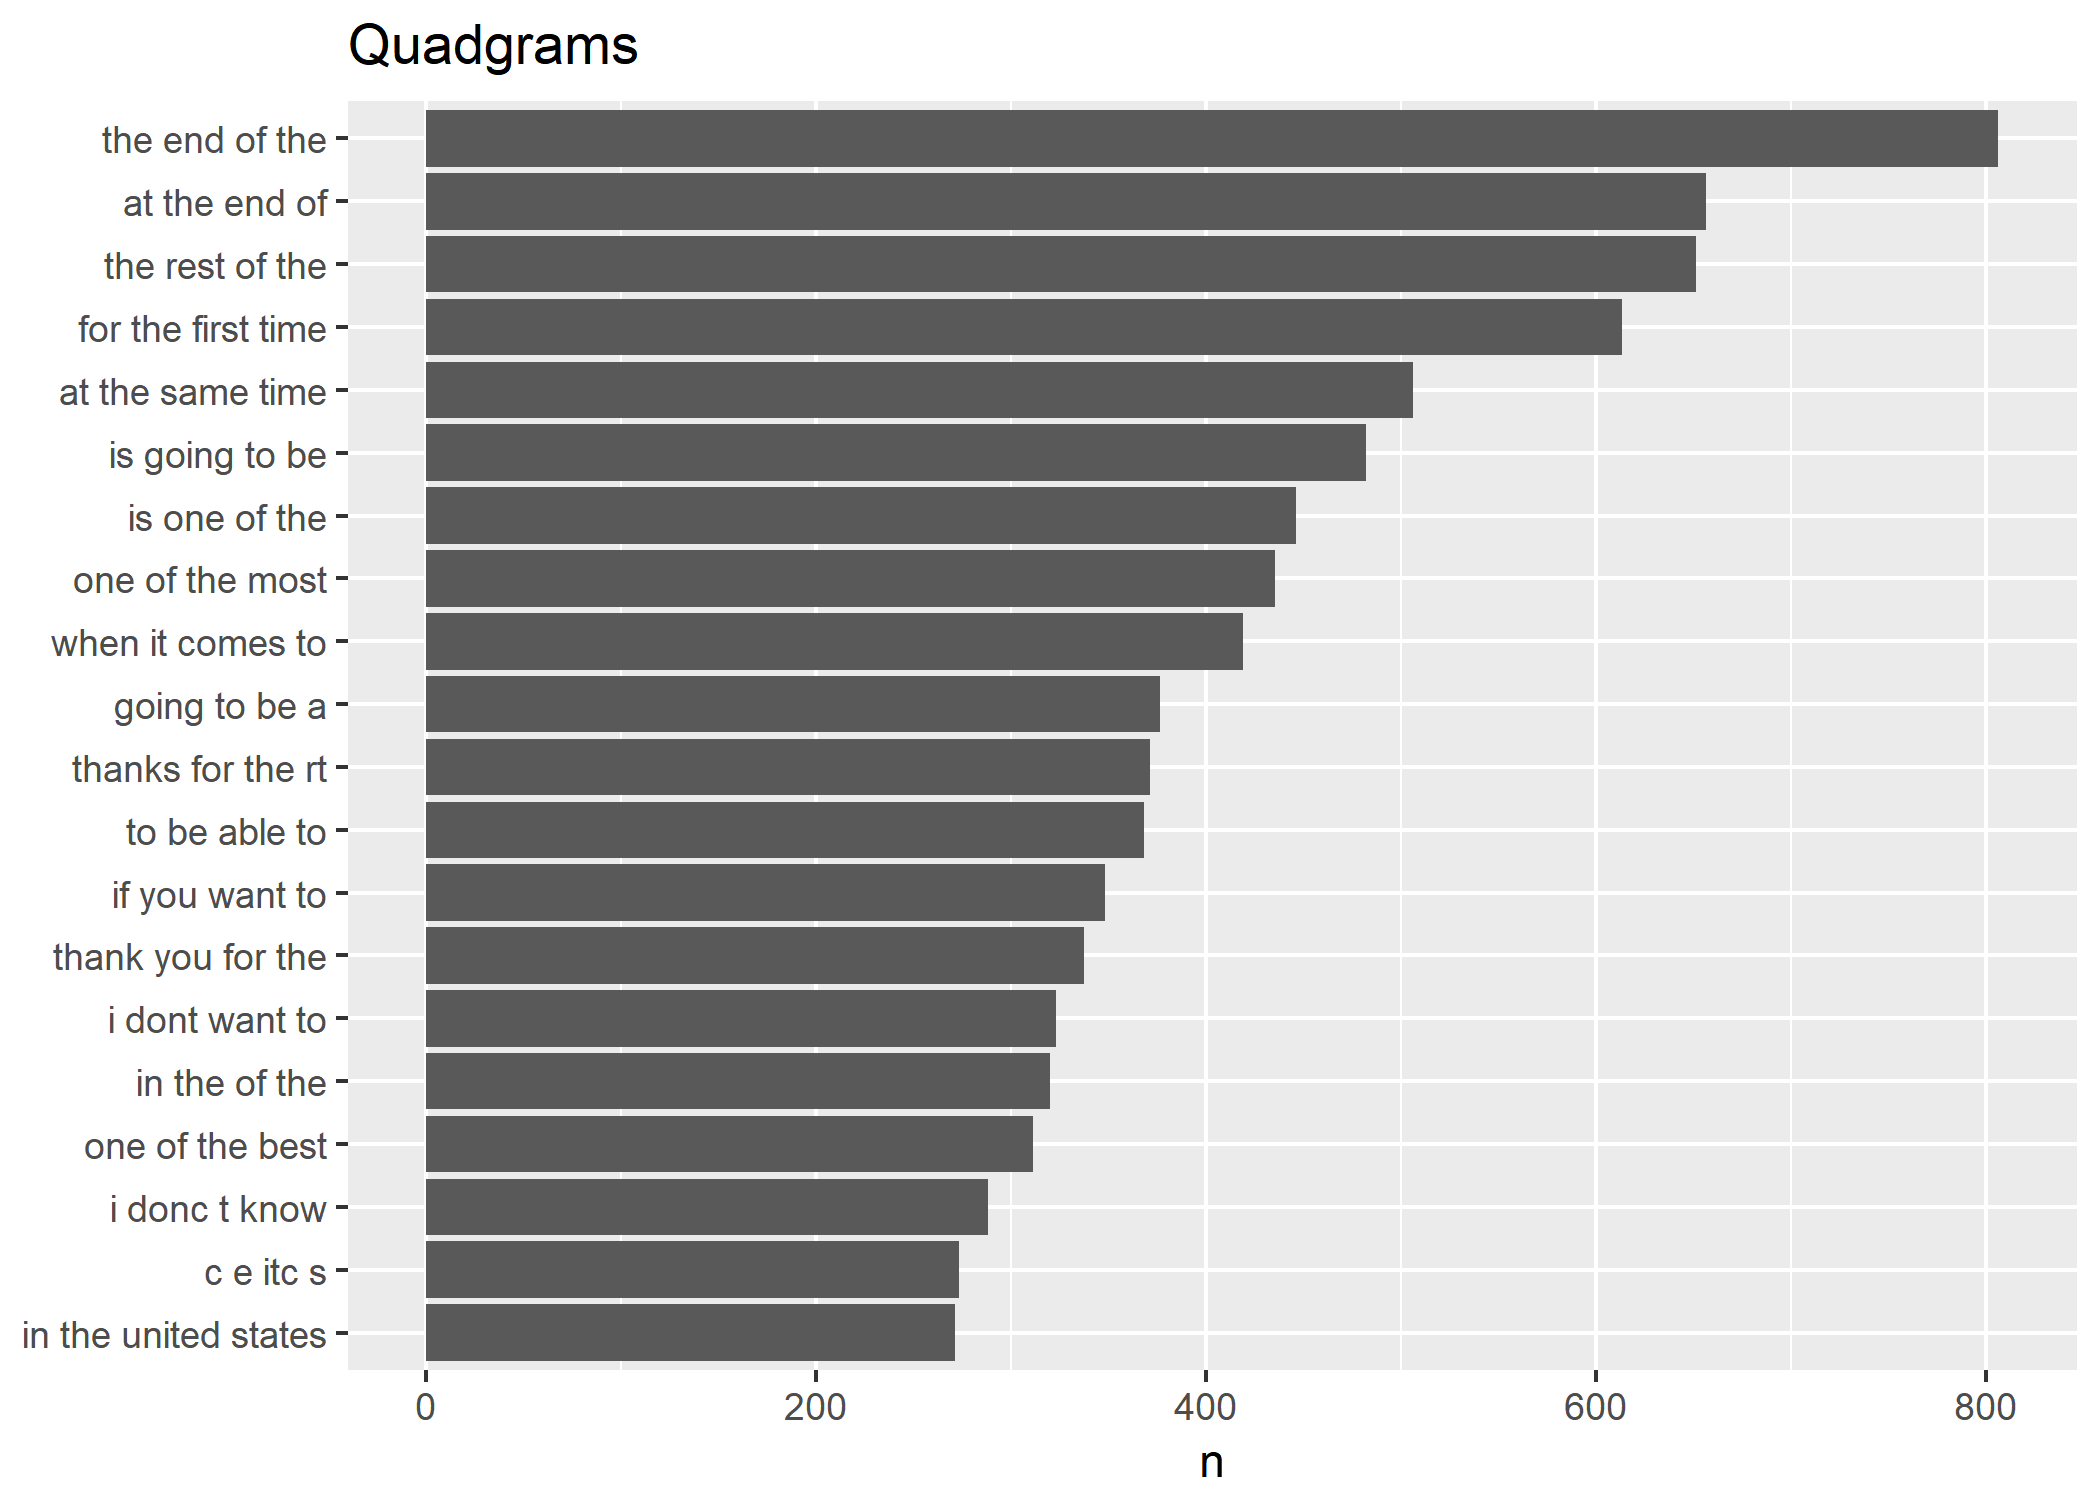 Quadgrams
the end of the
at the end of
the rest of the
for the first time
at the same time
is going to be
is one of the
one of the most
when it comes to
going to be a
thanks for the rt
to be able to
if you want to
thank you for the
i dont want to
in the of the
one of the best
i donc t know
c e itc s
in the united states
0 200 400 600 800
n